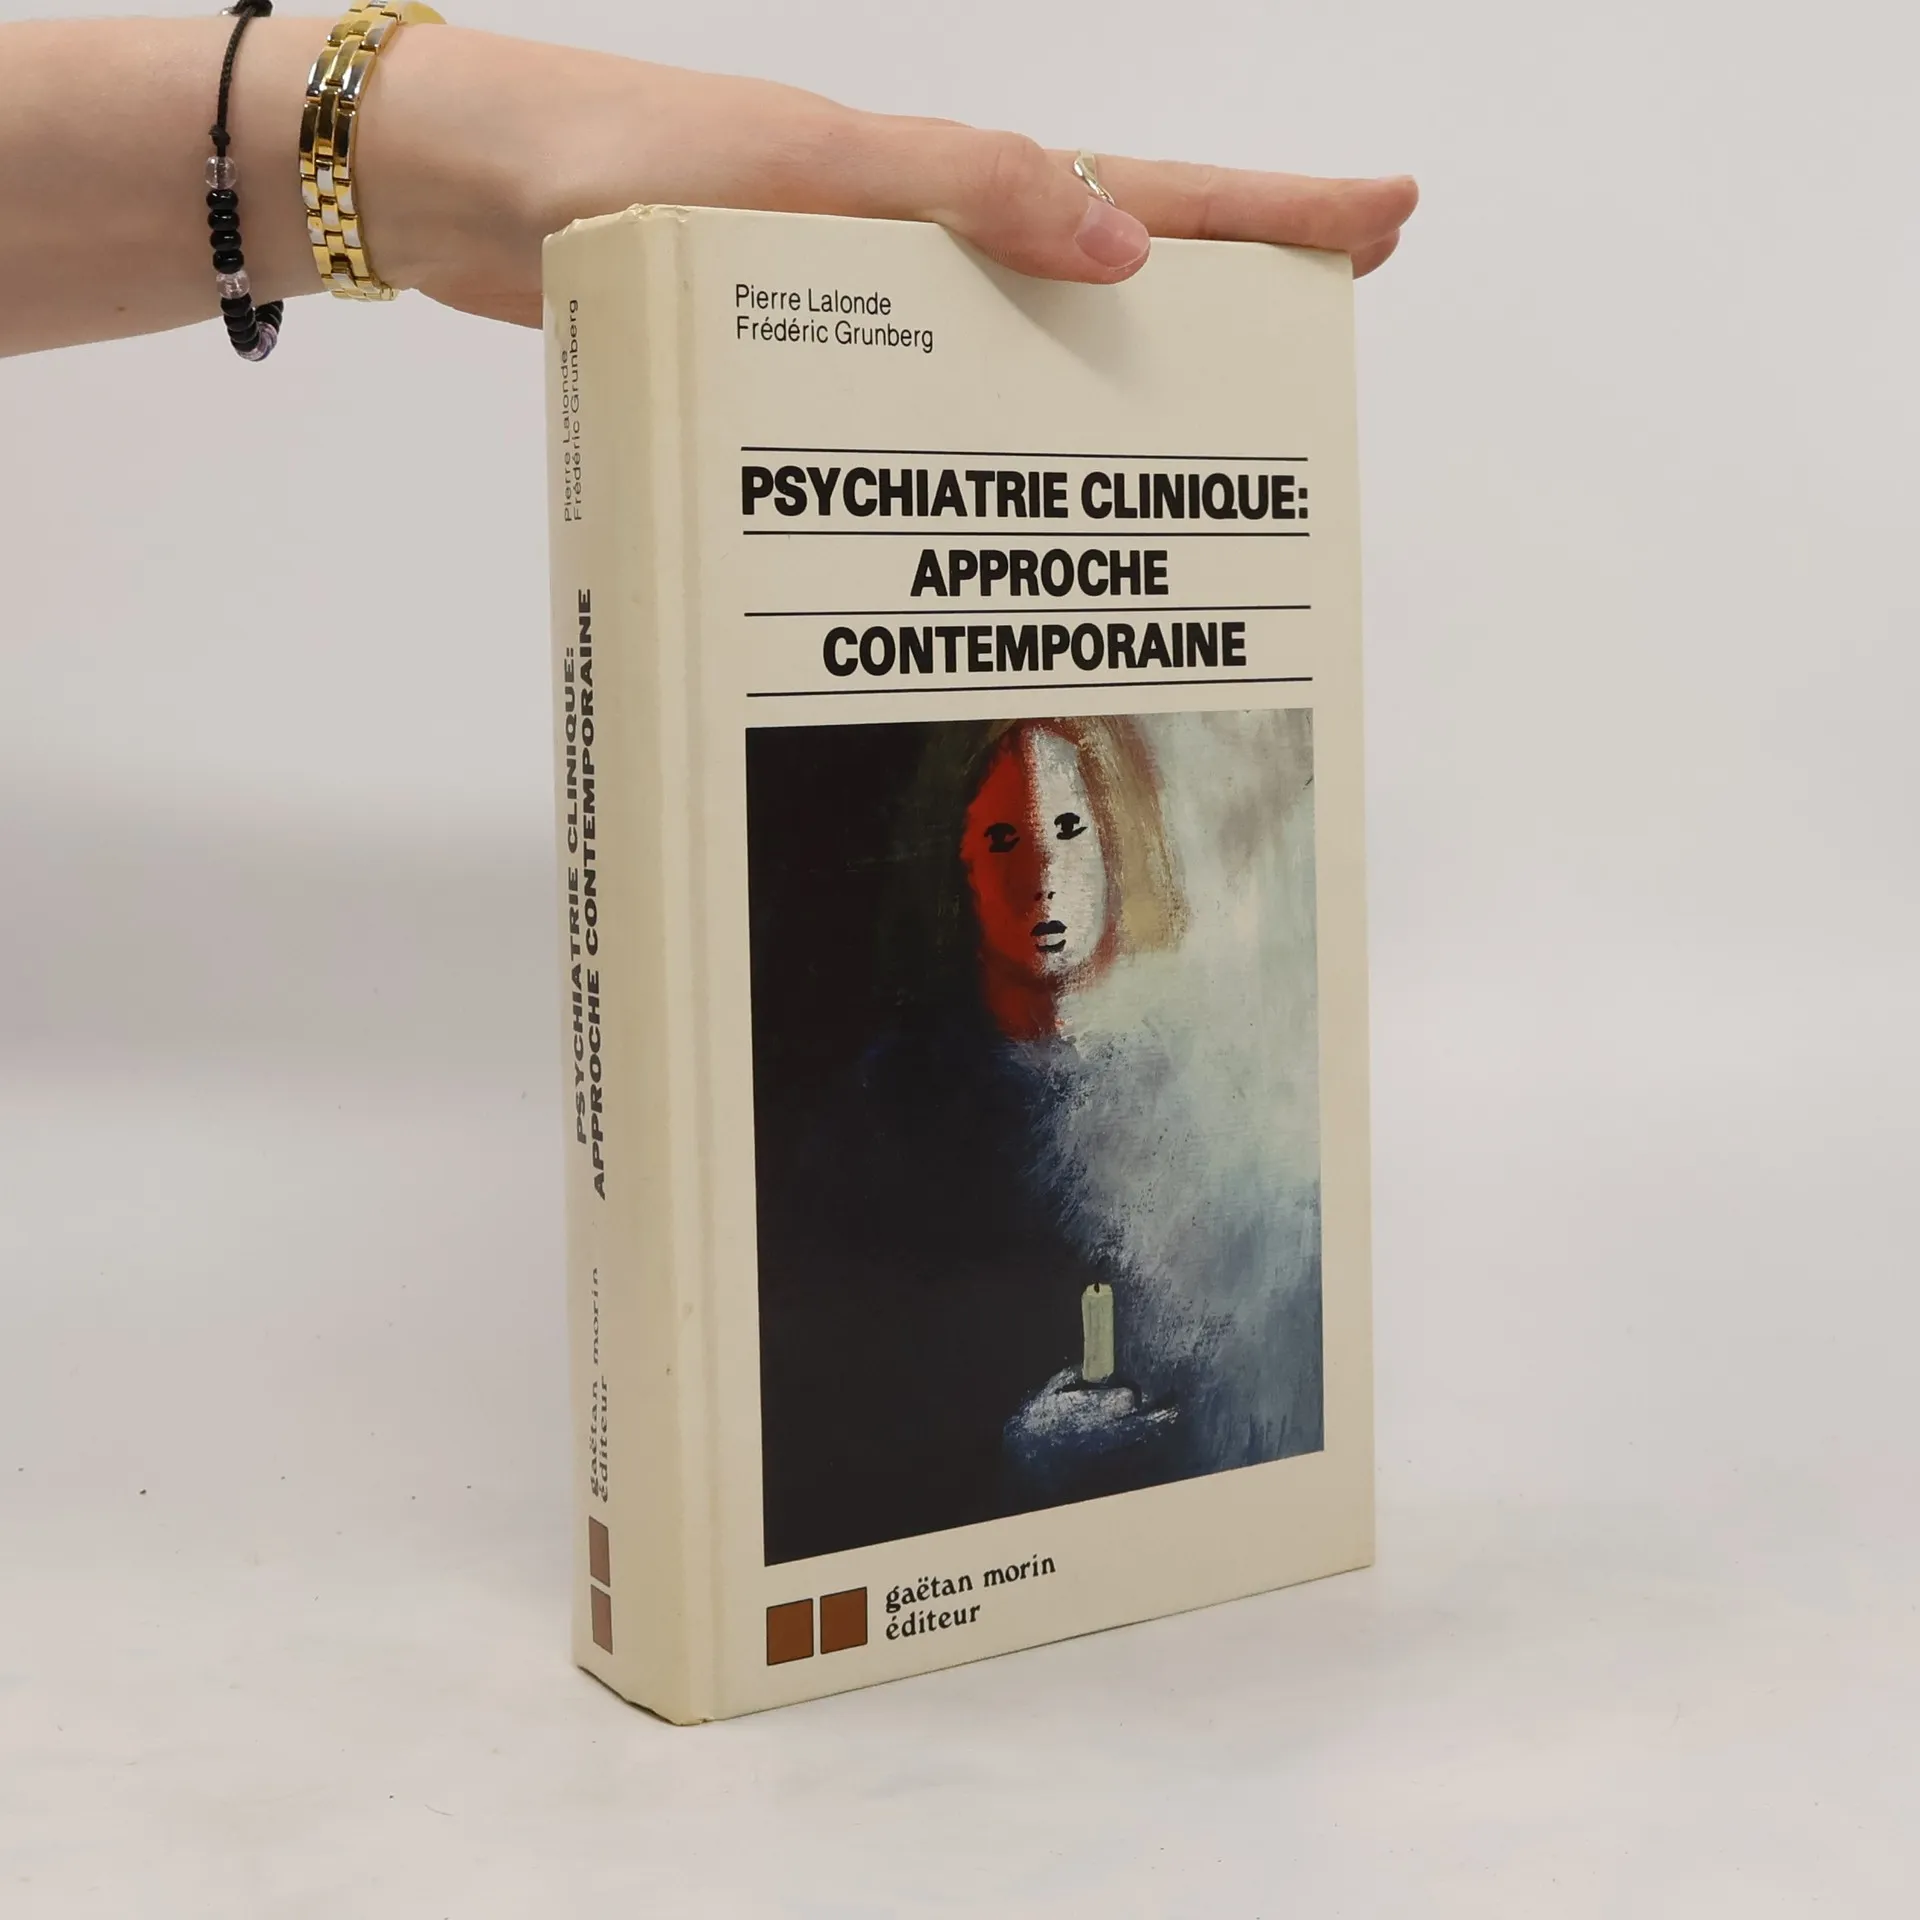 Pierre Lalonde
Frédéric Grunberg
PSYCHIATRIE CLINIQUE:
APPROCHE
CONTEMPORAINE
gaëtan morin
éditeur
Pierre Lalonde
Frédéric Grunberg
PSYCHIATRIE CLINIQUE:
APPROCHE CONTEMPORAINE
gaëtan morin
éditeur